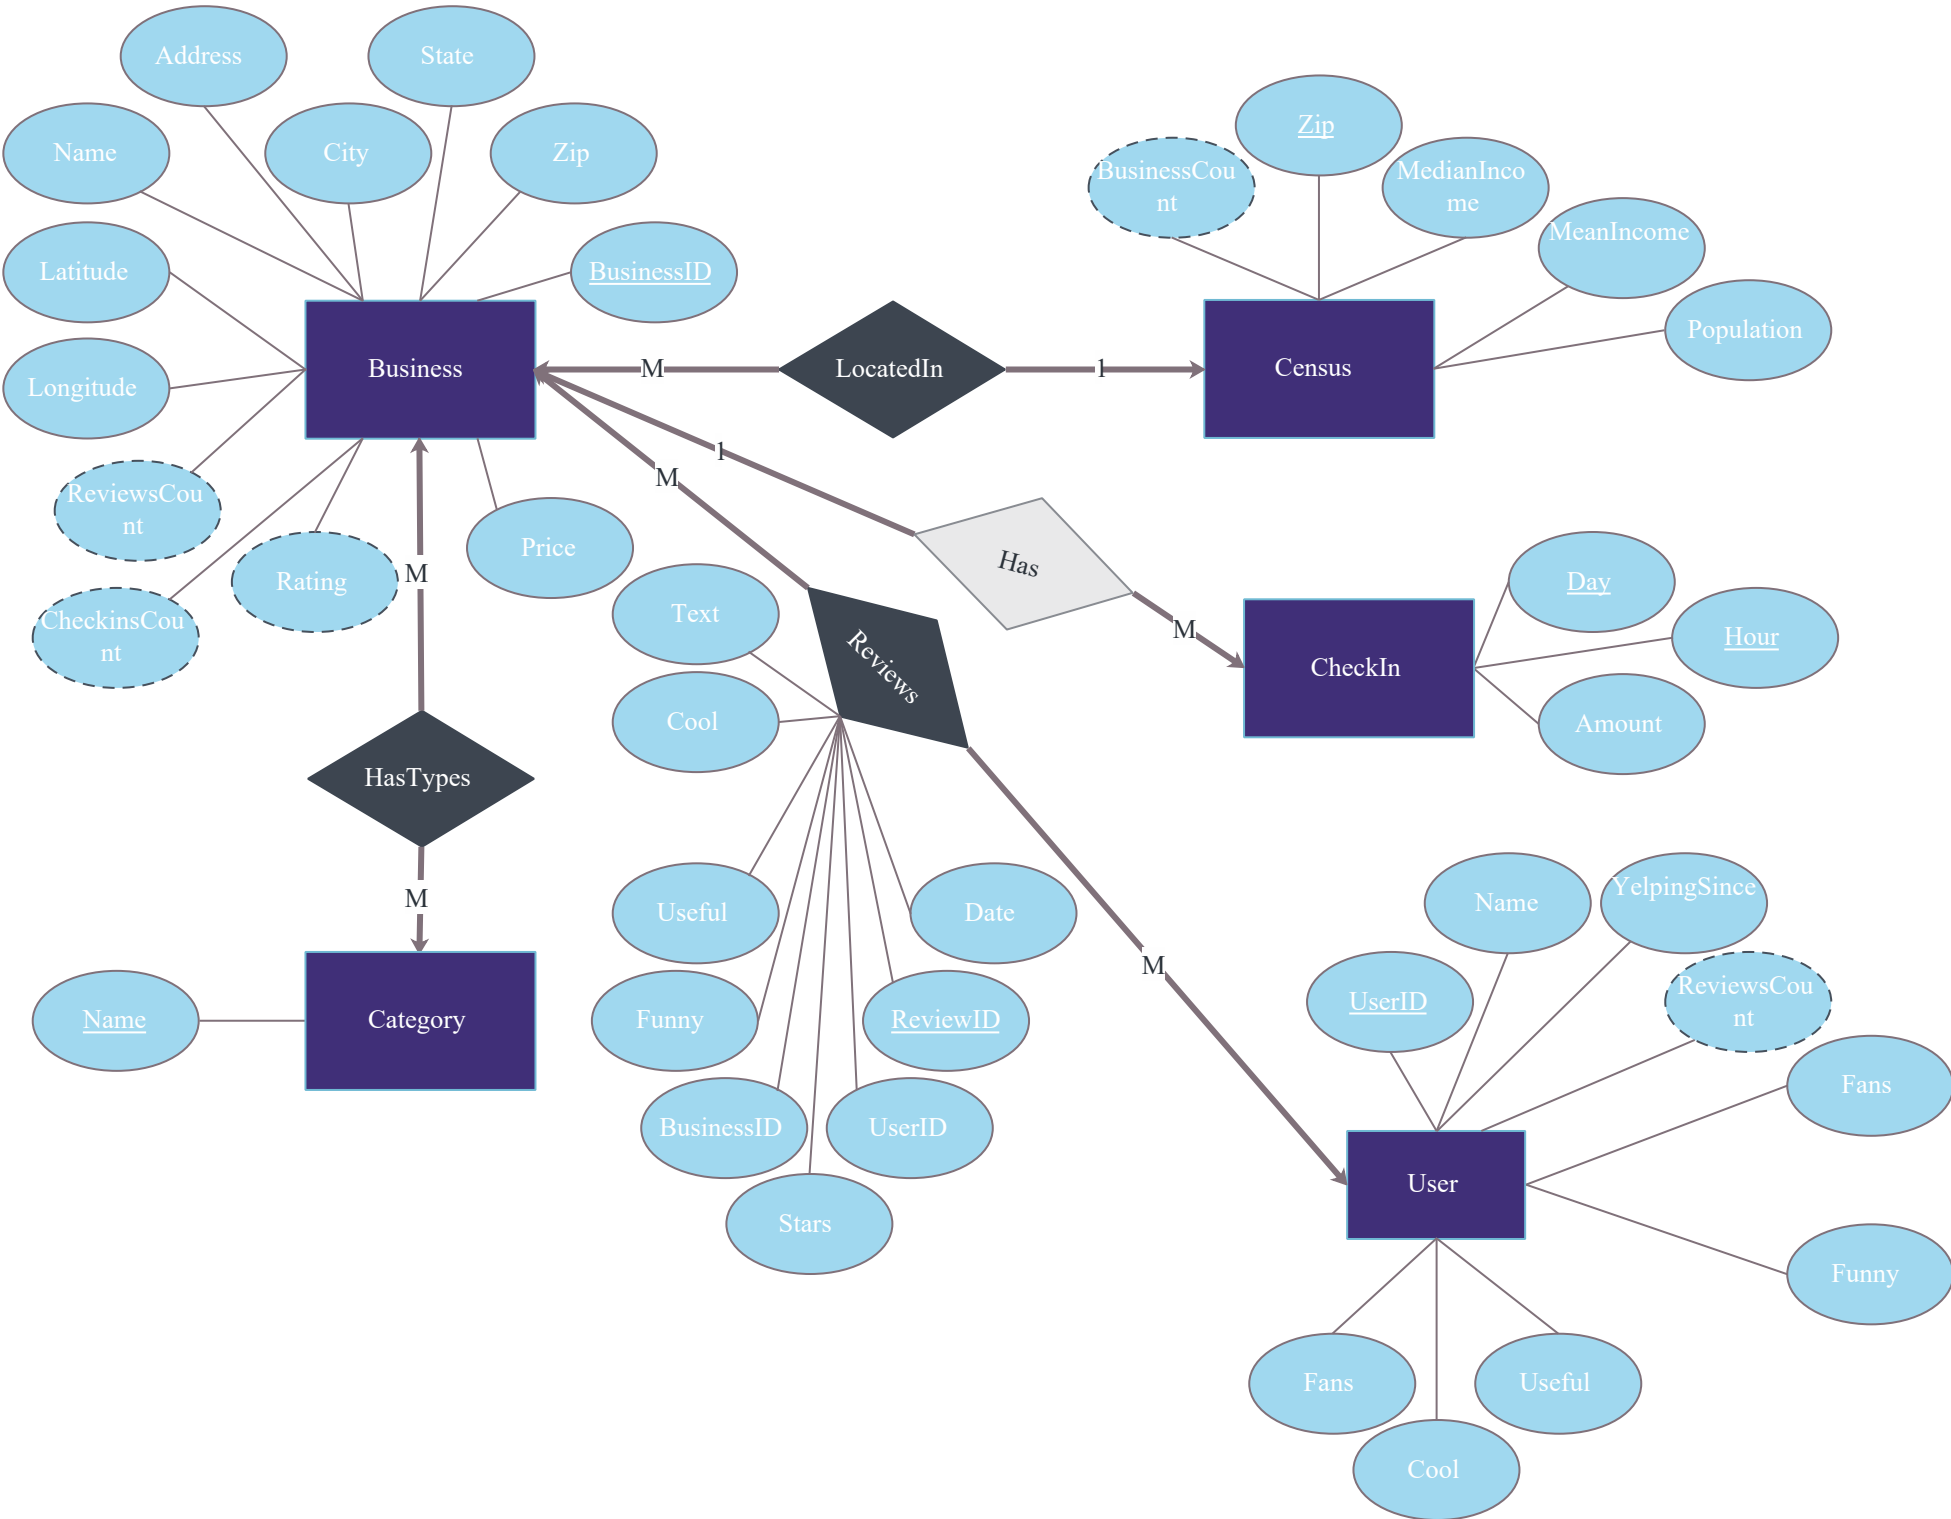 Address
State
Name
City
Zip
Latitude
BusinessID
Longitude
Business
ReviewsCou
nt
CheckinsCou
nt
Rating
Price
M
LocatedIn
1
BusinessCou
nt
Zip
MedianInco
me
MeanIncome
Population
Census
1
M
Has
M
CheckIn
Day
Hour
Amount
M
HasTypes
M
Category
Name
Text
Cool
Reviews
Useful
Date
Funny
ReviewID
BusinessID
UserID
Stars
M
Name
YelpingSince
UserID
ReviewsCou
nt
Fans
User
Funny
Fans
Useful
Cool